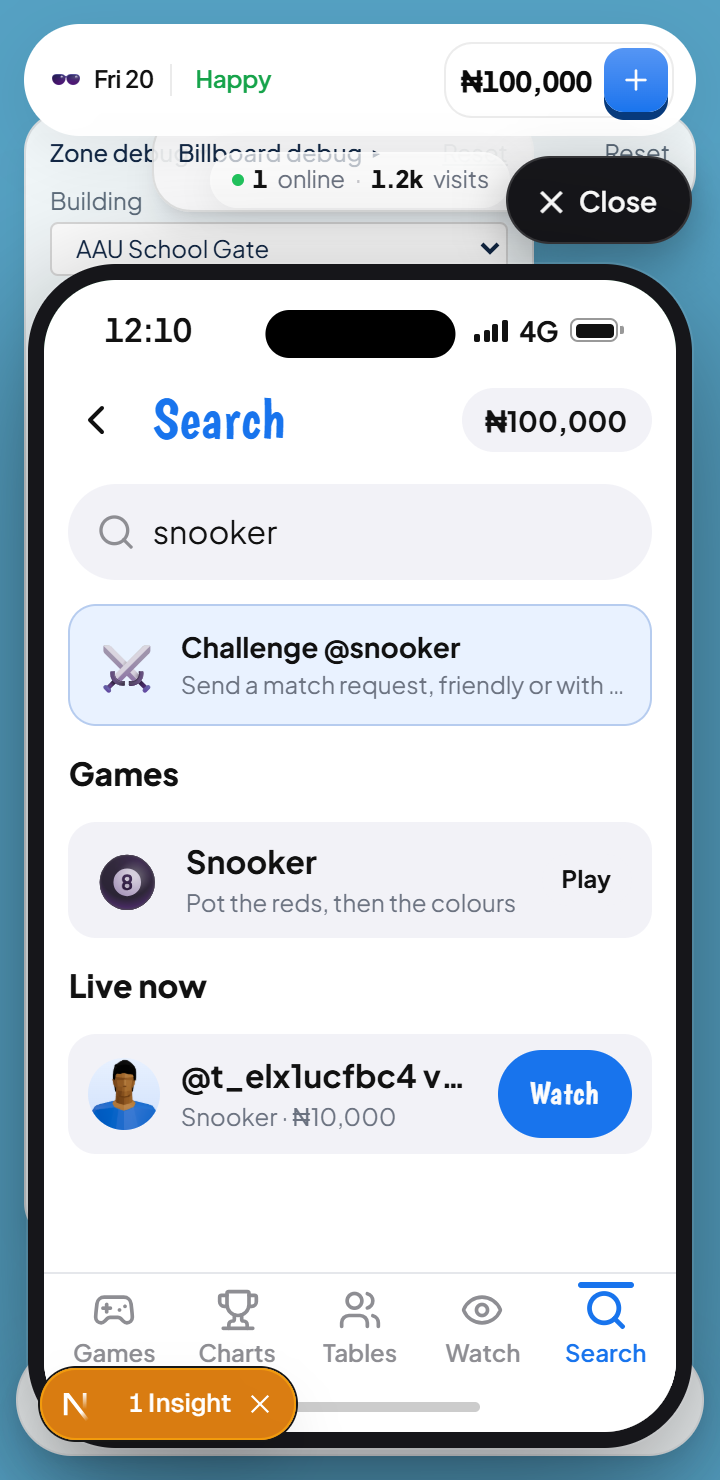 Fri 20
Happy
₦100,000
Zone debug
Billboard debug
Reset
Reset
1 online · 1.2k visits
Close
Building
AAU School Gate
12:10
4G
Search
₦100,000
snooker
Challenge @snooker
Send a match request, friendly or with ...
Games
8
Snooker
Pot the reds, then the colours
Play
Live now
@t_elx1ucfbc4 v...
Snooker · ₦10,000
Watch
Games
Charts
Tables
Watch
Search
N
1 Insight